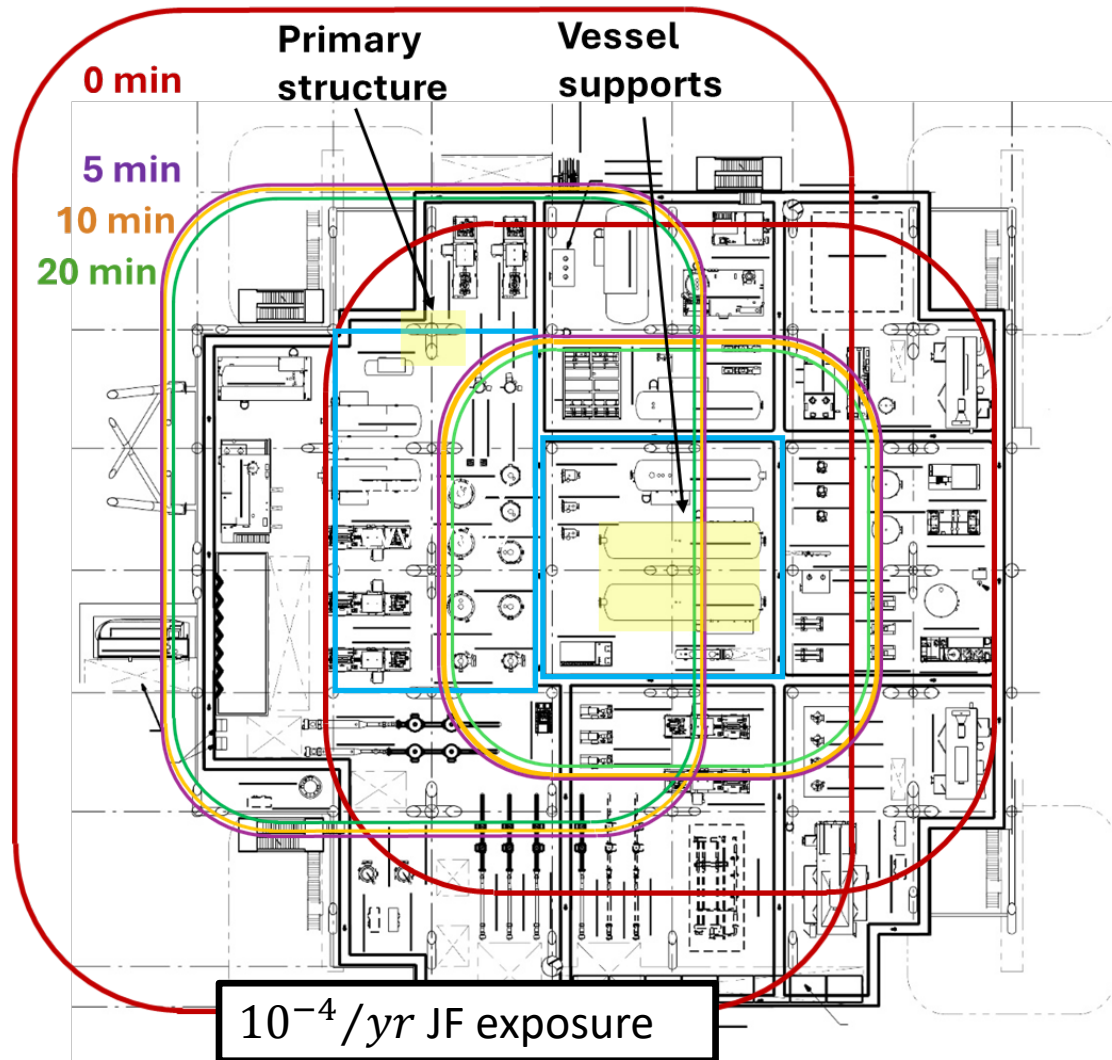 Primary
structure
Vessel
supports
0 min
5 min
10 min
20 min
10⁻⁴/yr JF exposure